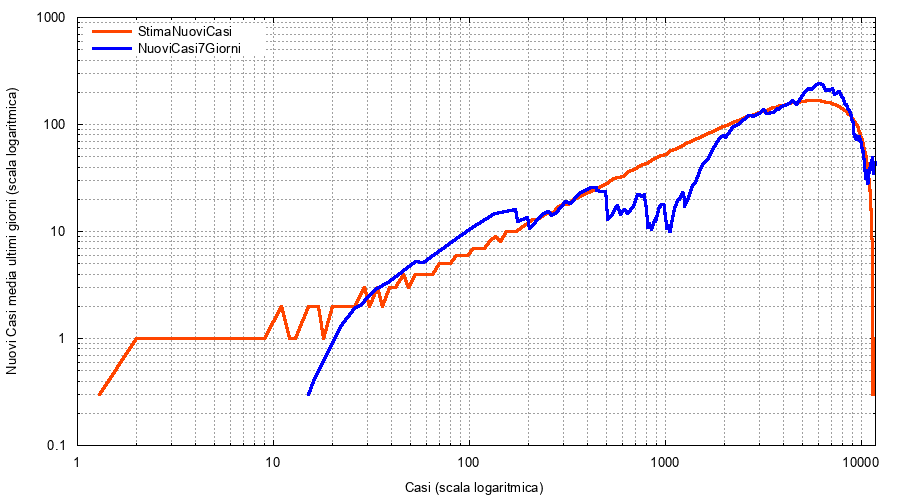 1000
StimaNuoviCasi
NuoviCasi7Giorni
100
10
1
0.1
Nuovi Casi media ultimi giorni (scala logaritmica)
1 10 100 1000 10000
Casi (scala logaritmica)